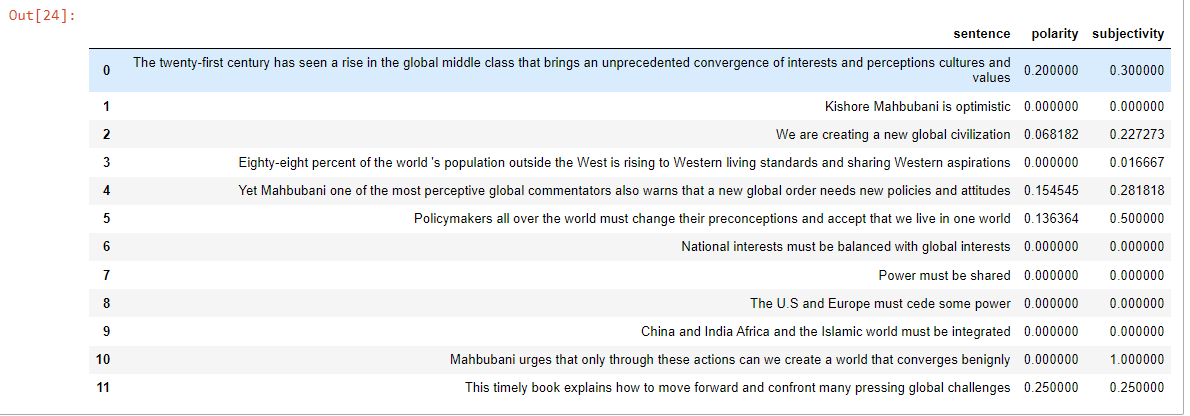 Out[24]:
sentence polarity subjectivity
0 The twenty-first century has seen a rise in the global middle class that brings an unprecedented convergence of interests and perceptions cultures and
values 0.200000 0.300000
1 Kishore Mahbubani is optimistic 0.000000 0.000000
2 We are creating a new global civilization 0.068182 0.227273
3 Eighty-eight percent of the world 's population outside the West is rising to Western living standards and sharing Western aspirations 0.000000 0.016667
4 Yet Mahbubani one of the most perceptive global commentators also warns that a new global order needs new policies and attitudes 0.154545 0.281818
5 Policymakers all over the world must change their preconceptions and accept that we live in one world 0.136364 0.500000
6 National interests must be balanced with global interests 0.000000 0.000000
7 Power must be shared 0.000000 0.000000
8 The U.S and Europe must cede some power 0.000000 0.000000
9 China and India Africa and the Islamic world must be integrated 0.000000 0.000000
10 Mahbubani urges that only through these actions can we create a world that converges benignly 0.000000 1.000000
11 This timely book explains how to move forward and confront many pressing global challenges 0.250000 0.250000